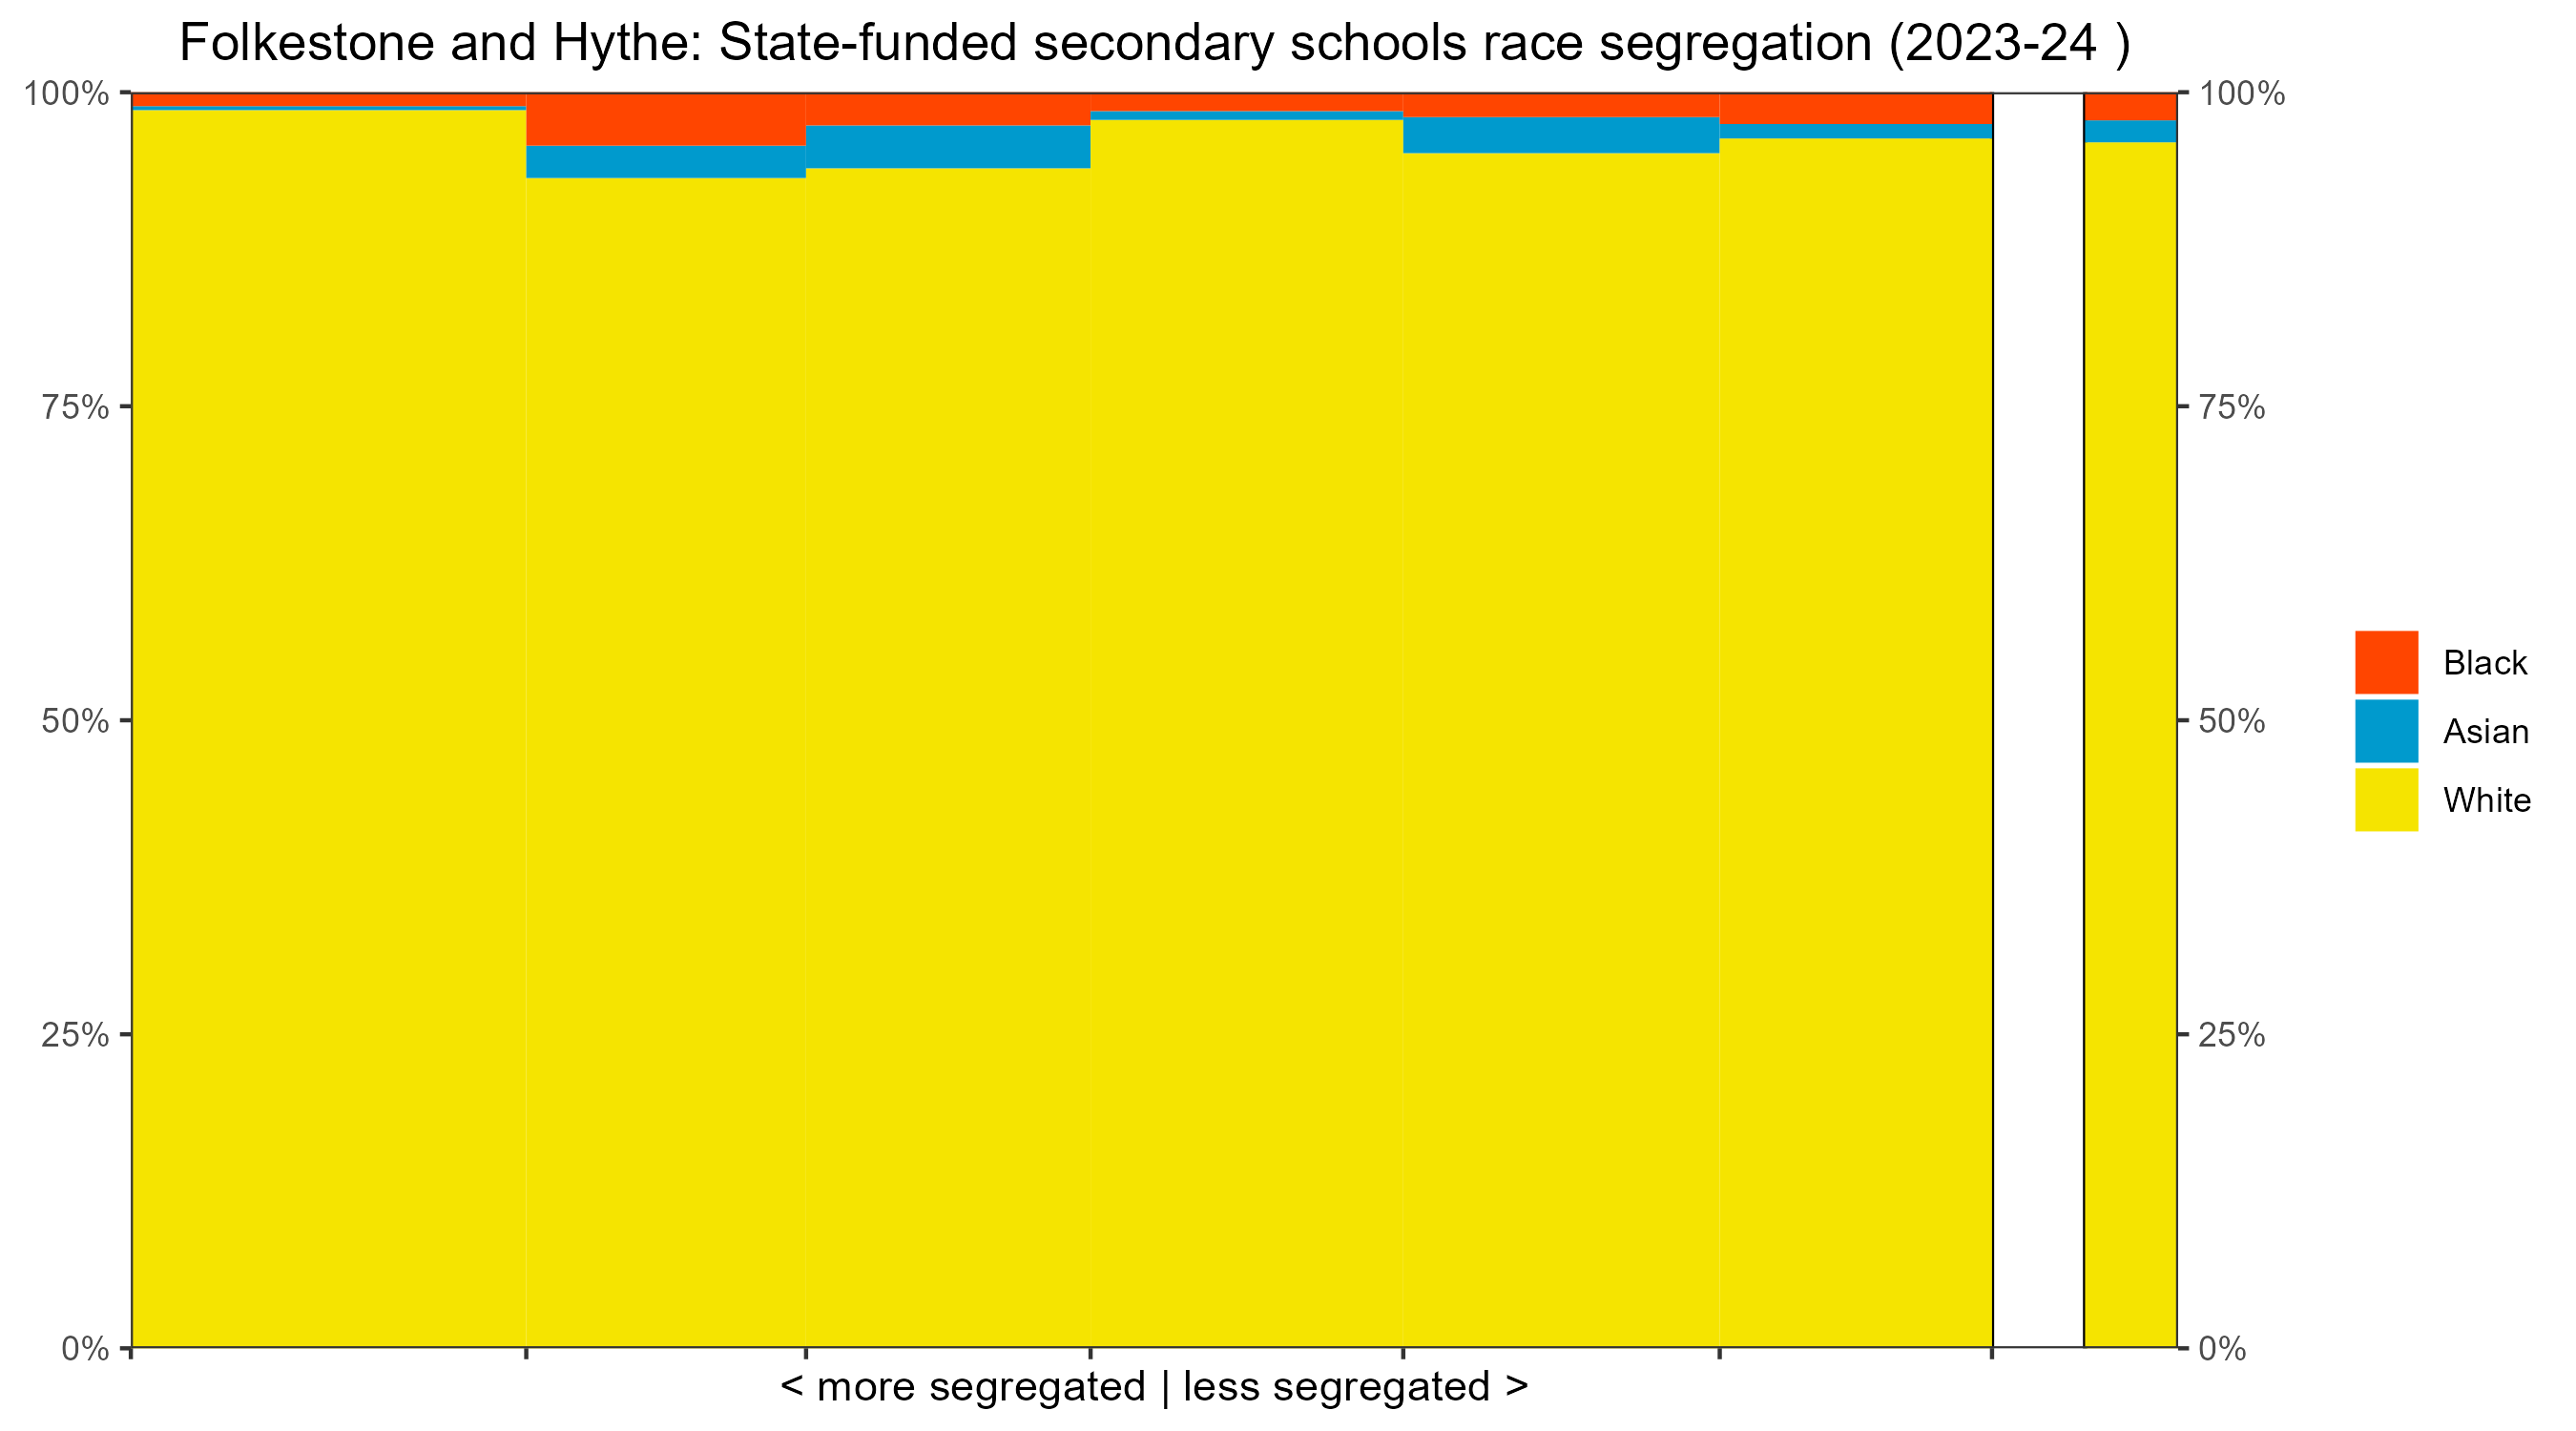 Folkestone and Hythe: State-funded secondary schools race segregation (2023-24 )
100%
75%
50%
25%
0%
100%
75%
50%
25%
0%
Black
Asian
White
< more segregated | less segregated >